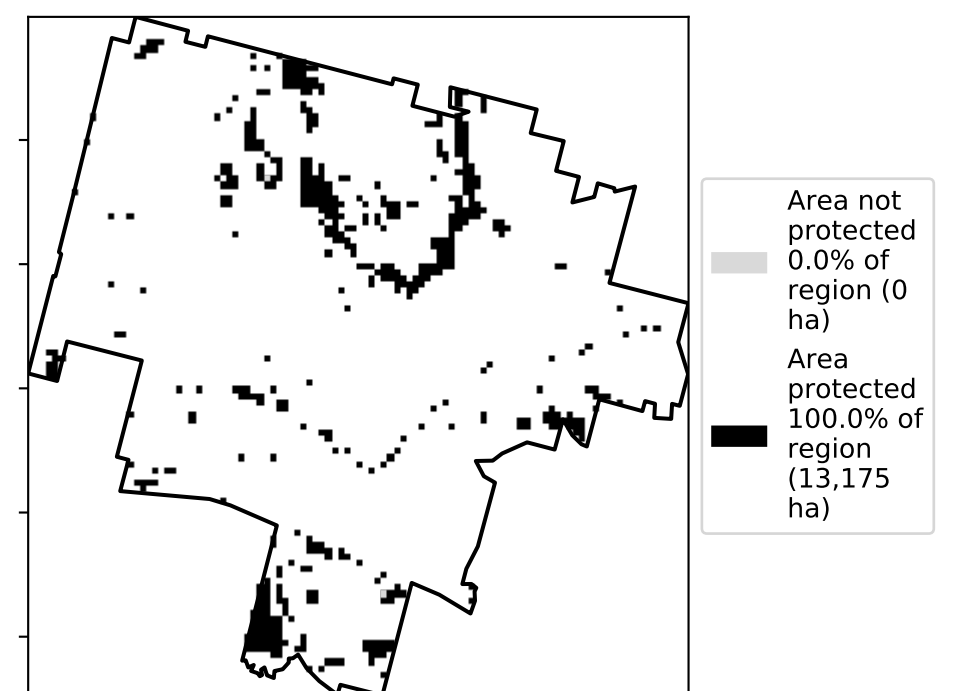 Area not
protected
0.0% of
region (0
ha)
Area
protected
100.0% of
region
(13,175
ha)